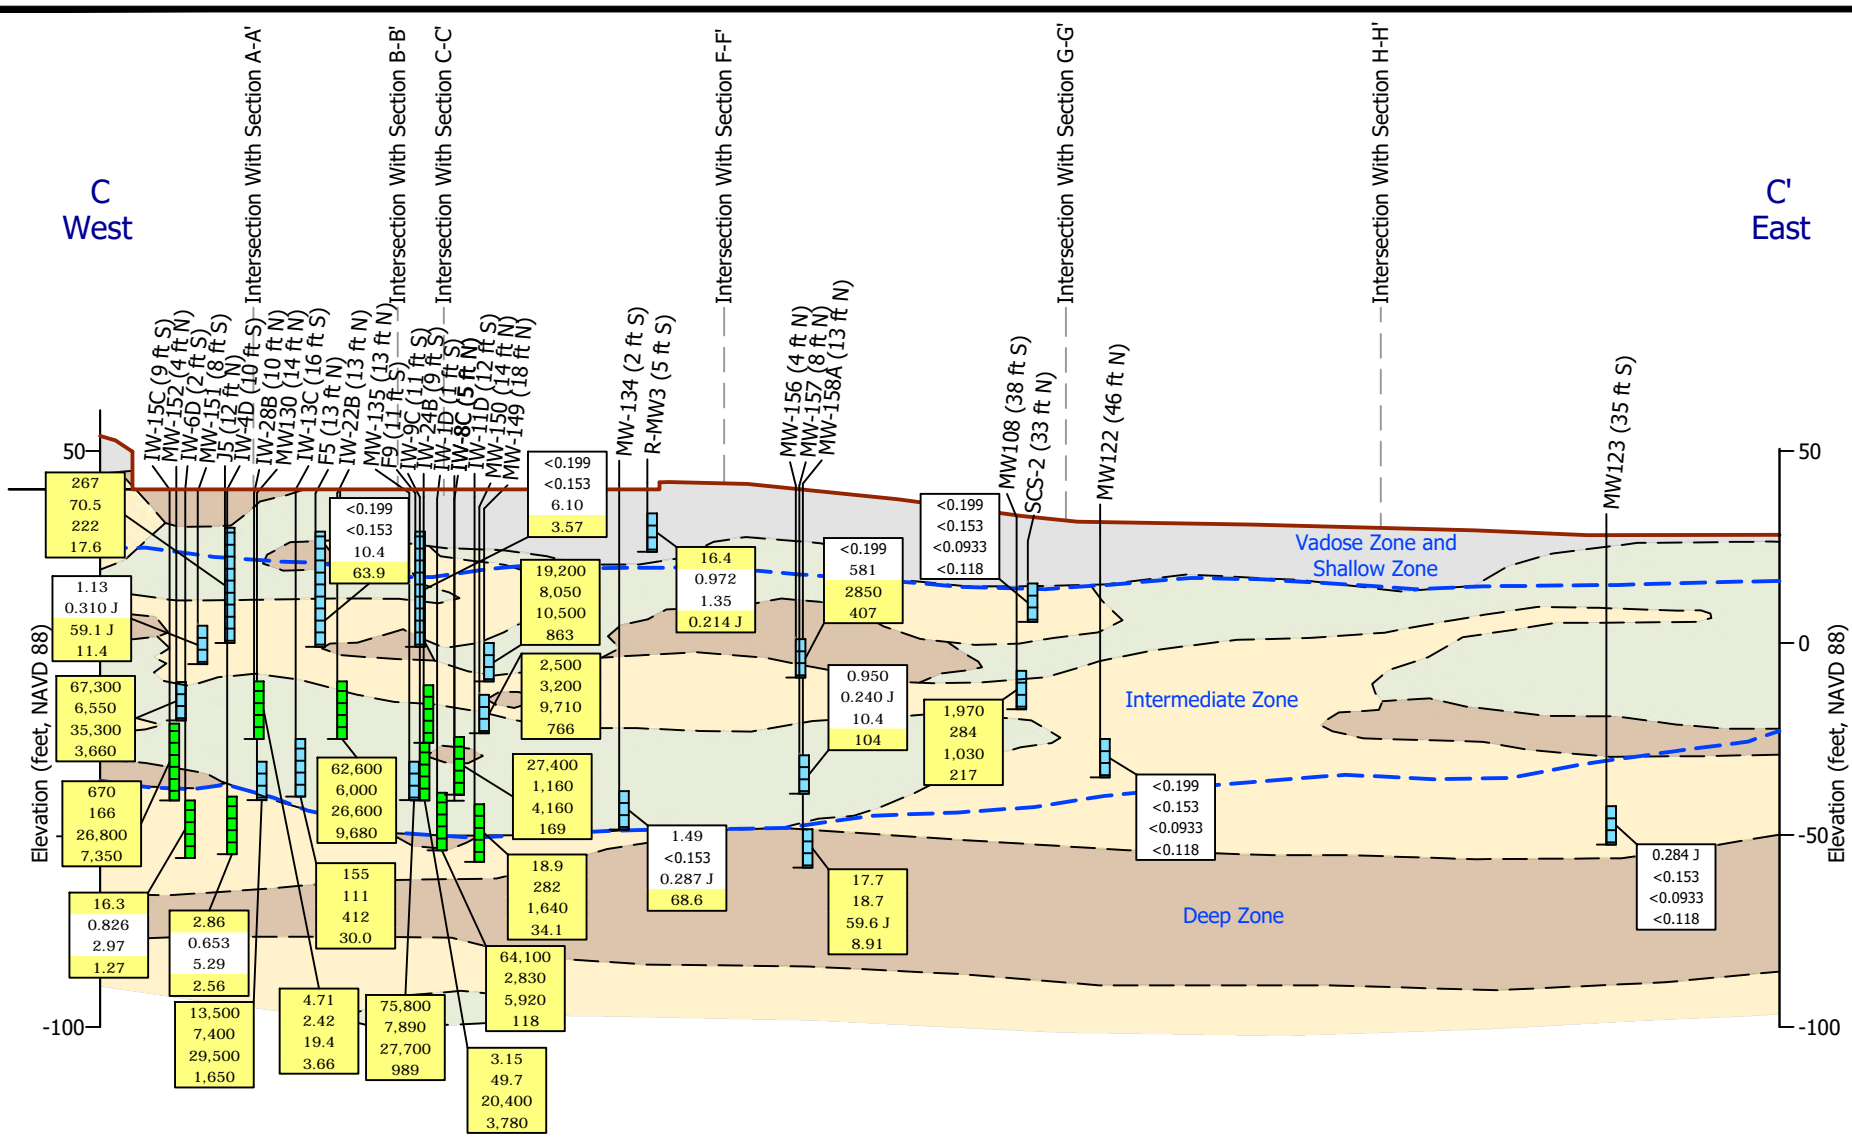 Intersection With Section A-A'
Intersection With Section B-B'
Intersection With Section C-C'
Intersection With Section F-F'
Intersection With Section G-G'
Intersection With Section H-H'
C
West
C'
East
IW-15C (9 ft S)
MW-152 (4 ft N)
IW-6D (2 ft S)
MW-151 (8 ft S)
J5 (12 ft N)
IW-4D (10 ft S)
IW-28B (10 ft N)
MW130 (14 ft N)
IW-13C (16 ft S)
F5 (13 ft N)
IW-22B (13 ft N)
MW-135 (13 ft N)
F9 (11 ft S)
IW-9C (11 ft S)
IW-24B (9 ft S)
IW-1D (1 ft S)
IW-8C (5 ft N)
IW-11D (12 ft S)
MW-150 (14 ft N)
MW-149 (18 ft N)
MW-134 (2 ft S)
R-MW3 (5 ft S)
MW-156 (4 ft N)
MW-157 (8 ft N)
MW-158A (13 ft N)
MW108 (38 ft S)
SCS-2 (33 ft N)
MW122 (46 ft N)
MW123 (35 ft S)
50
-100
Elevation (feet, NAVD 88)
50
0
-50
-100
Elevation (feet, NAVD 88)
Vadose Zone and
Shallow Zone
Intermediate Zone
Deep Zone
267
70.5
222
17.6
1.13
0.310 J
59.1 J
11.4
67,300
6,550
35,300
3,660
670
166
26,800
7,350
16.3
0.826
2.97
1.27
2.86
0.653
5.29
2.56
13,500
7,400
29,500
1,650
4.71
2.42
19.4
3.66
<0.199
<0.153
10.4
63.9
62,600
6,000
26,600
9,680
155
111
412
30.0
75,800
7,890
27,700
989
3.15
49.7
20,400
3,780
64,100
2,830
5,920
118
<0.199
<0.153
6.10
3.57
19,200
8,050
10,500
863
2,500
3,200
9,710
766
27,400
1,160
4,160
169
18.9
282
1,640
34.1
16.4
0.972
1.35
0.214 J
1.49
<0.153
0.287 J
68.6
<0.199
581
2850
407
0.950
0.240 J
10.4
104
17.7
18.7
59.6 J
8.91
<0.199
<0.153
<0.0933
<0.118
1,970
284
1,030
217
<0.199
<0.153
<0.0933
<0.118
0.284 J
<0.153
<0.0933
<0.118